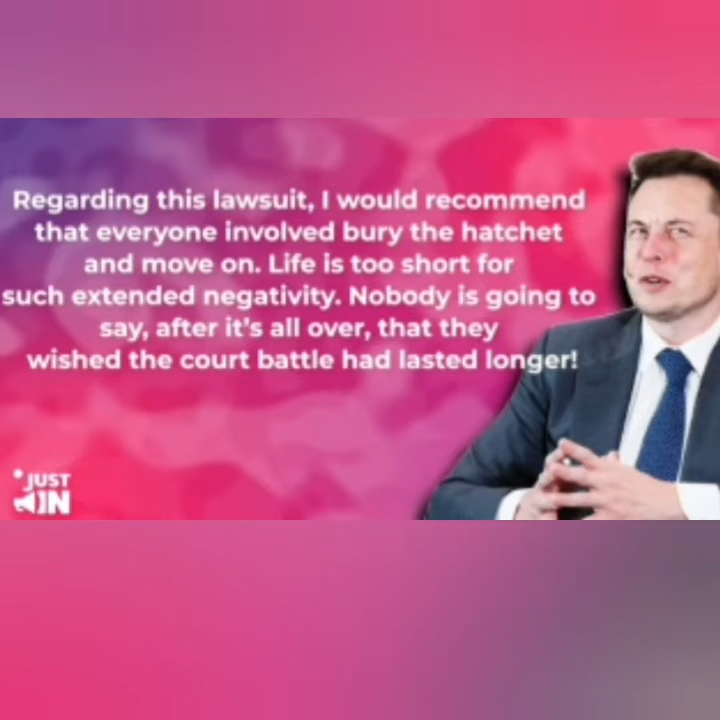 Regarding this lawsuit, I would recommend
that everyone involved bury the hatchet
and move on. Life is too short for
such extended negativity. Nobody is going to
say, after it's all over, that they
wished the court battle had lasted longer!
JUST
IN